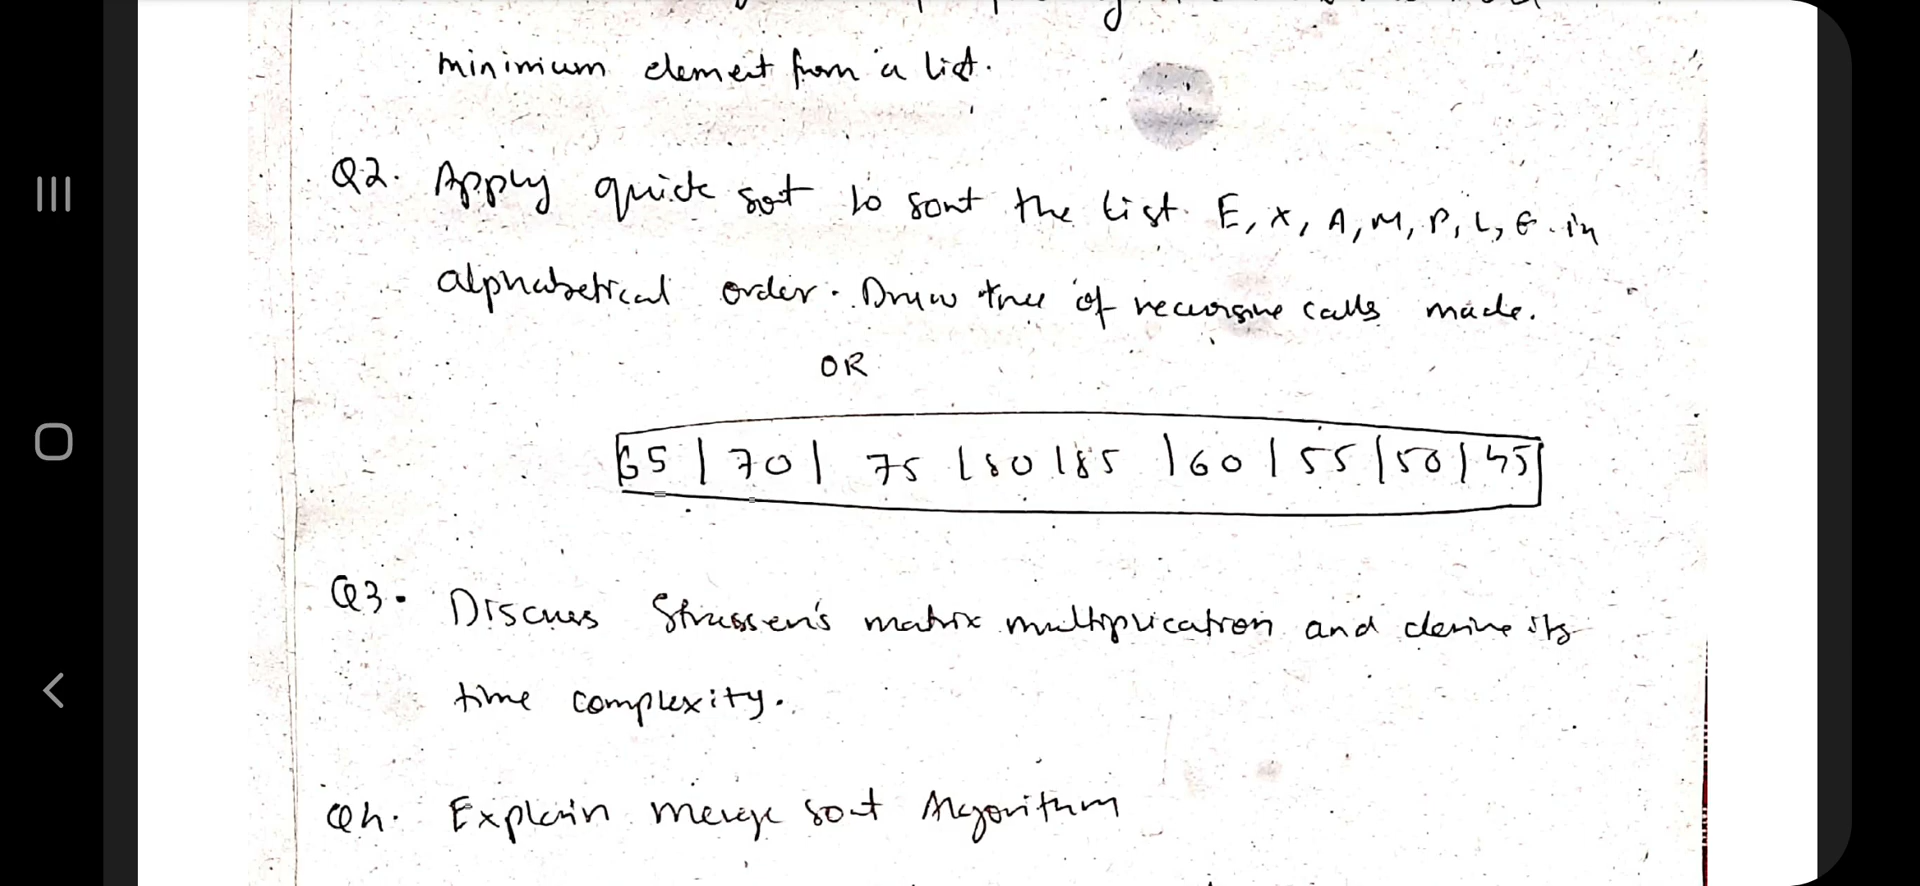 minimum element from a list.
Q2. Apply quick sort to sort the list E, X, A, M, P, L, E in
alphabetical order. Draw tree of recursive calls made.
OR
65 | 70 | 75 | 80 | 85 | 60 | 55 | 50 | 45
Q3. Discuss Strassen's matrix multiplication and derive its
time complexity.
Q4. Explain merge sort Algorithm